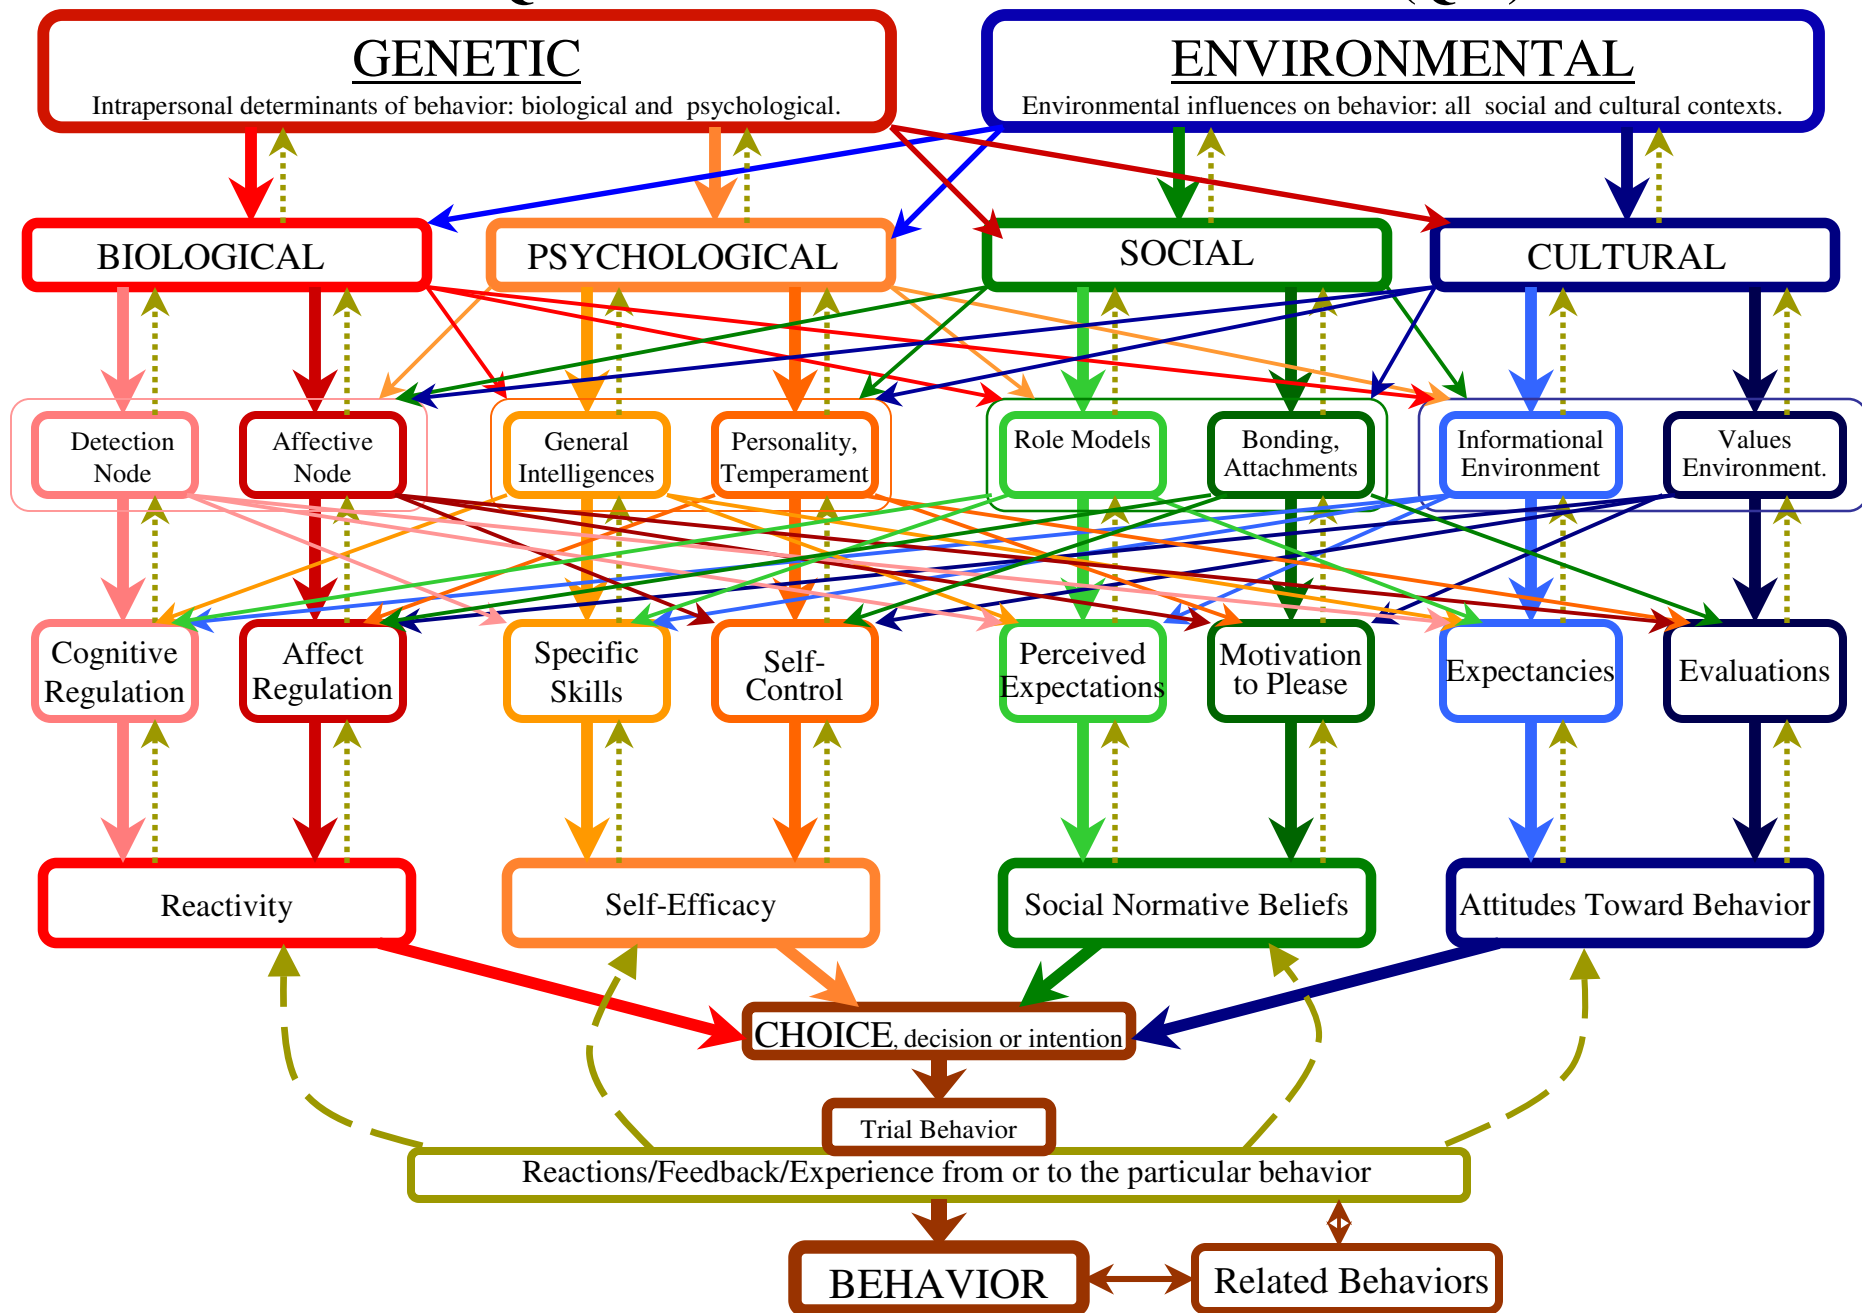 GENETIC
Intrapersonal determinants of behavior: biological and psychological.
ENVIRONMENTAL
Environmental influences on behavior: all social and cultural contexts.
BIOLOGICAL
PSYCHOLOGICAL
SOCIAL
CULTURAL
Detection
Node
Affective
Node
General
Intelligences
Personality,
Temperament
Role Models
Bonding,
Attachments
Informational
Environment
Values
Environment.
Cognitive
Regulation
Affect
Regulation
Specific
Skills
Self-
Control
Perceived
Expectations
Motivation
to Please
Expectancies
Evaluations
Reactivity
Self-Efficacy
Social Normative Beliefs
Attitudes Toward Behavior
CHOICE, decision or intention
Trial Behavior
Reactions/Feedback/Experience from or to the particular behavior
BEHAVIOR
Related Behaviors